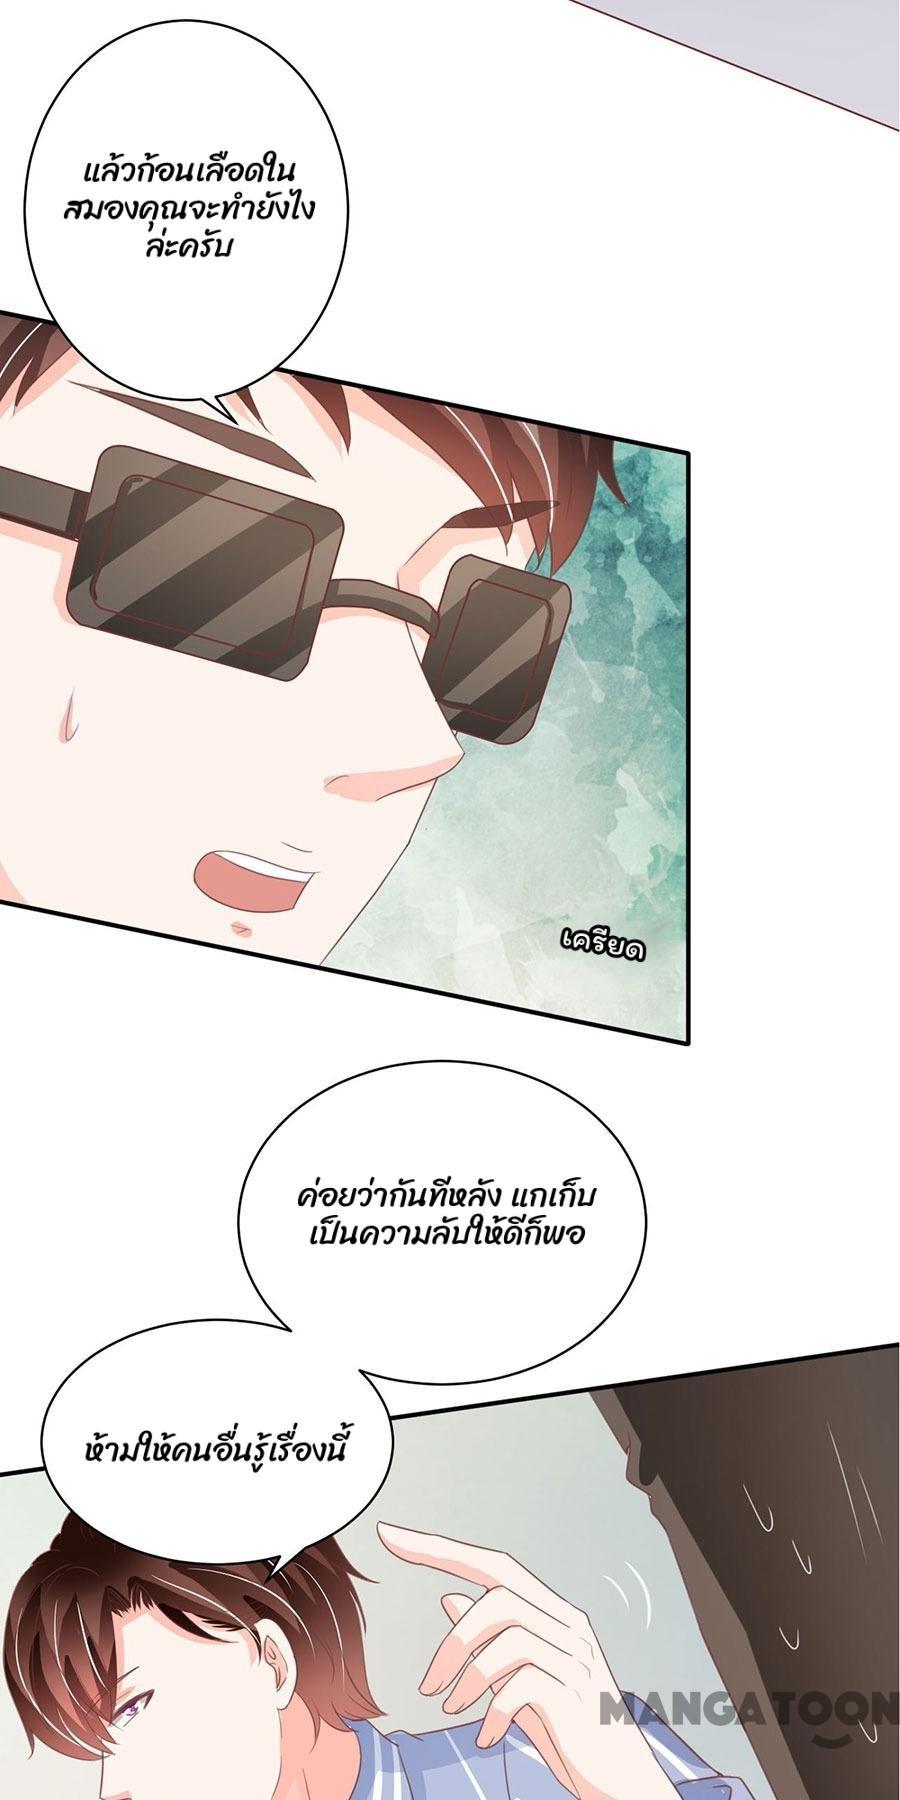 แล้วก้อนเลือดใน
สมองคุณจะทำยังไง
ล่ะครับ
เครียด
ค่อยว่ากันทีหลัง แกเก็บ
เป็นความลับให้ดีก็พอ
ห้ามให้คนอื่นรู้เรื่องนี้
MANGATOON